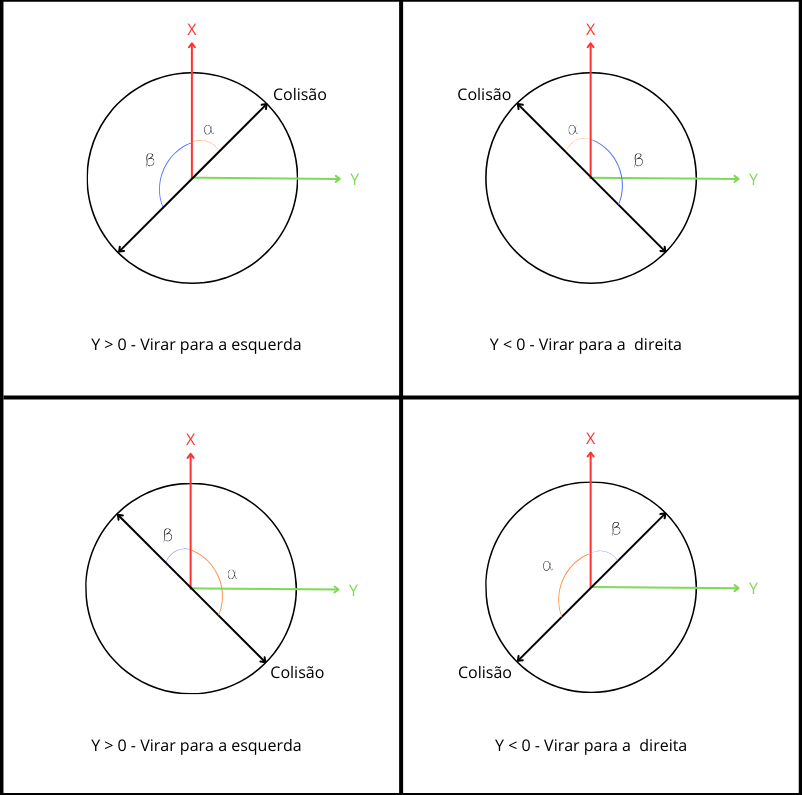 X
Colisão
α
β
Y
Y > 0 - Virar para a esquerda
X
Colisão
α
β
Y
Y < 0 - Virar para a  direita
X
β
α
Y
Colisão
Y > 0 - Virar para a esquerda
X
β
α
Y
Colisão
Y < 0 - Virar para a  direita